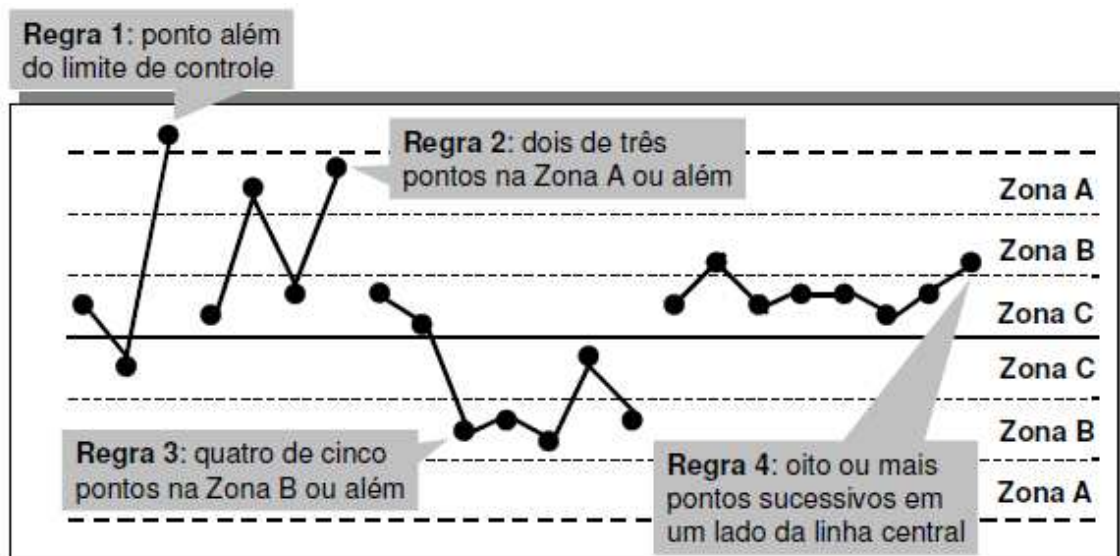 Regra 1: ponto além
do limite de controle
Regra 2: dois de três
pontos na Zona A ou além
Zona A
Zona B
Zona C
Zona C
Zona B
Zona A
Regra 3: quatro de cinco
pontos na Zona B ou além
Regra 4: oito ou mais
pontos sucessivos em
um lado da linha central